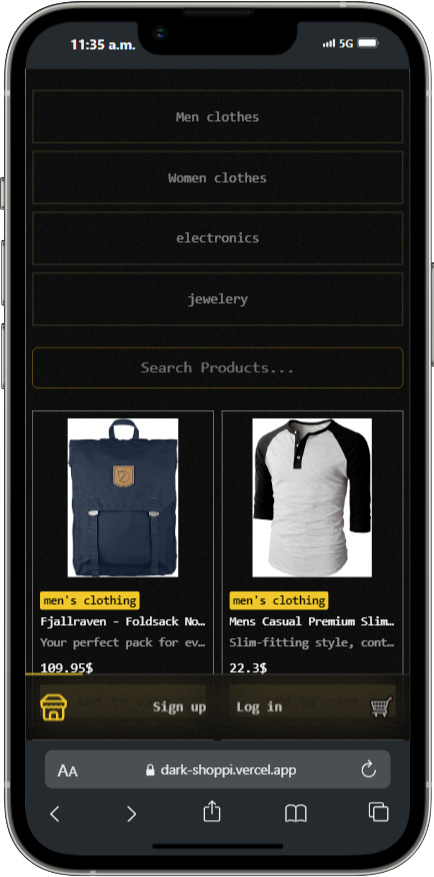 11:35 a.m.
5G
Men clothes
Women clothes
electronics
jewelery
Search Products...
men's clothing
men's clothing
Fjallraven - Foldsack No…
Mens Casual Premium Slim…
Your perfect pack for ev…
Slim-fitting style, cont…
109.95$
22.3$
Sign up
Log in
AA
dark-shoppi.vercel.app